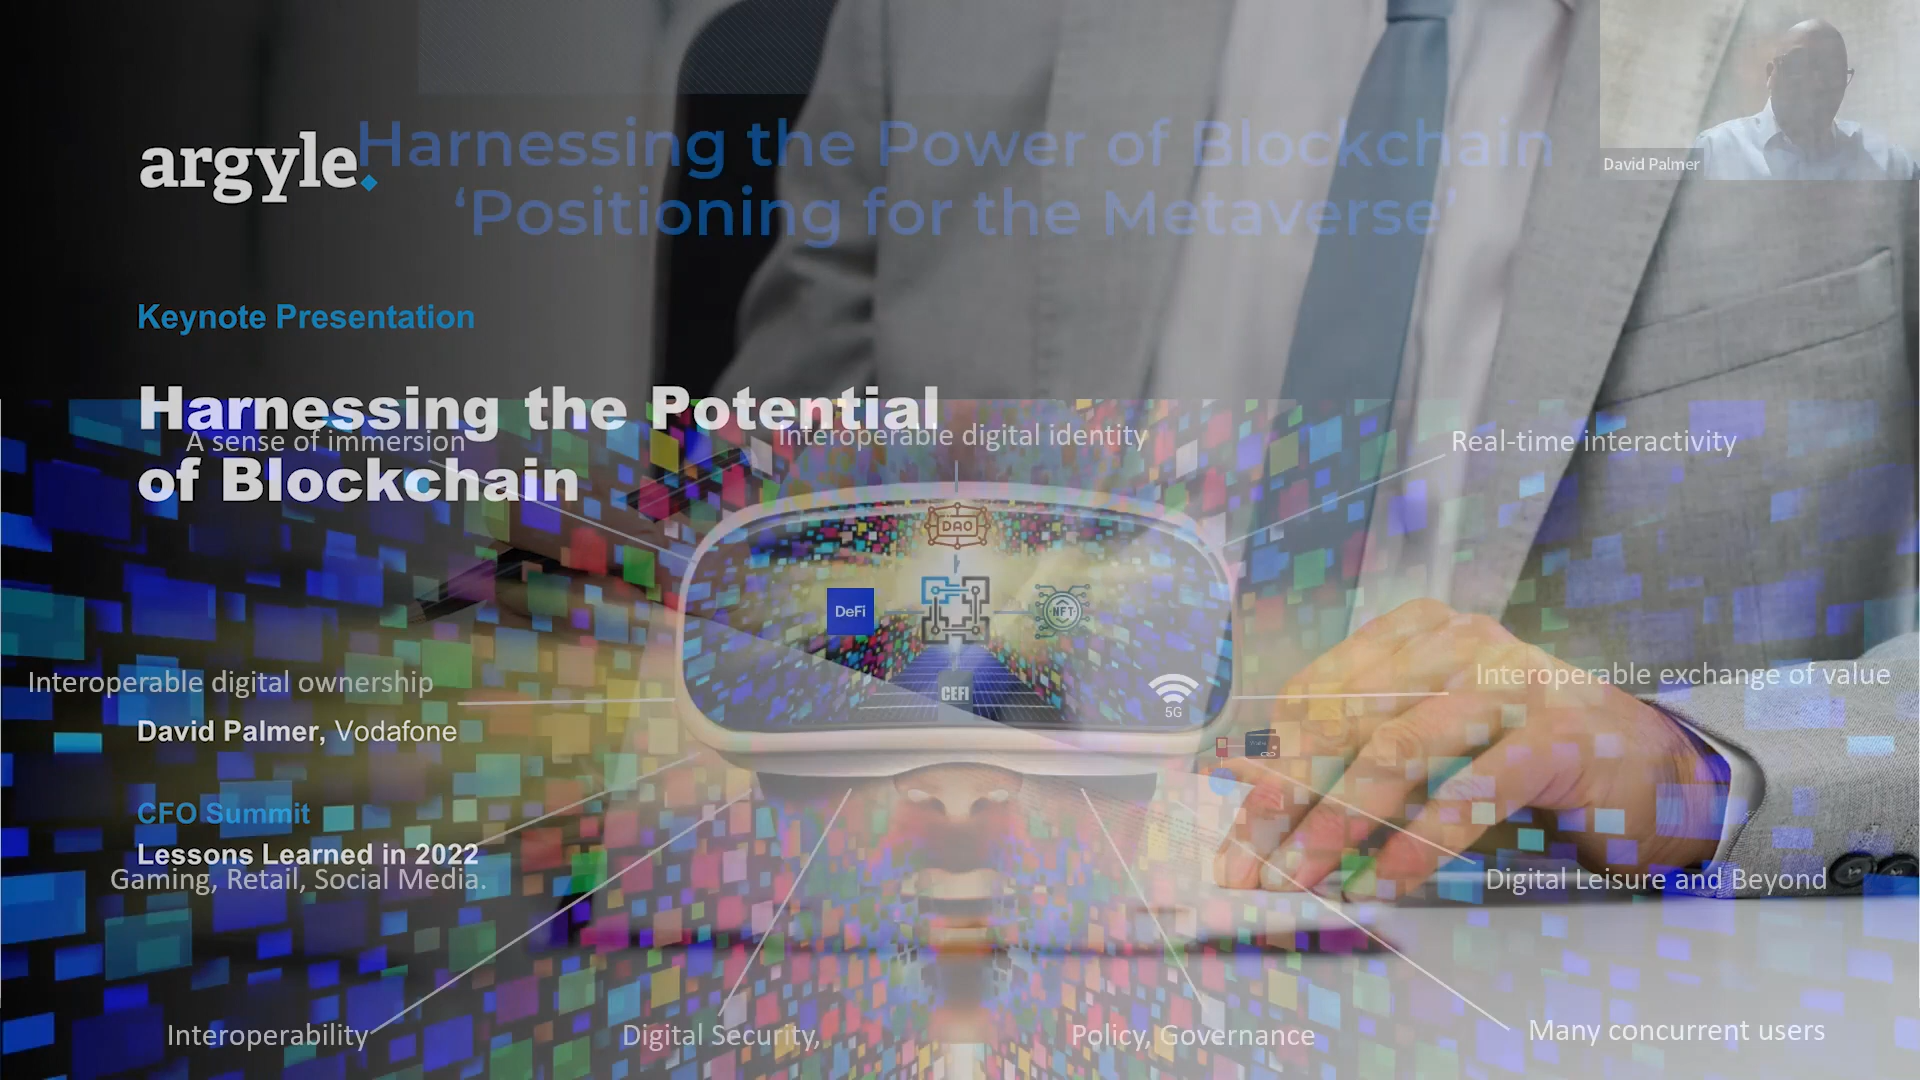 Harnessing the Power of Blockchain
‘Positioning for the Metaverse’
argyle.
David Palmer
Keynote Presentation
Harnessing the Potential
of Blockchain
A sense of immersion
Interoperable digital identity
Real-time interactivity
DAO
DeFi
NFT
CEFI
5G
Interoperable digital ownership
Interoperable exchange of value
David Palmer, Vodafone
CFO Summit
Lessons Learned in 2022
Gaming, Retail, Social Media.
Digital Leisure and Beyond
Interoperability
Digital Security,
Policy, Governance
Many concurrent users